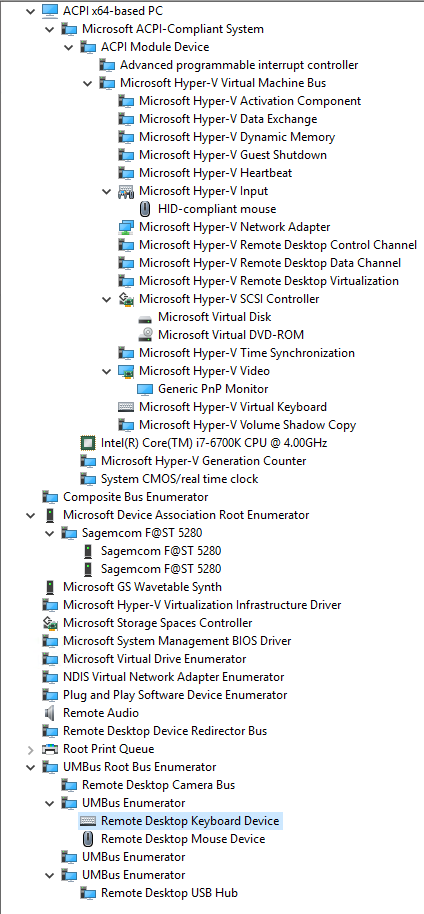 ACPI x64-based PC
Microsoft ACPI-Compliant System
ACPI Module Device
Advanced programmable interrupt controller
Microsoft Hyper-V Virtual Machine Bus
Microsoft Hyper-V Activation Component
Microsoft Hyper-V Data Exchange
Microsoft Hyper-V Dynamic Memory
Microsoft Hyper-V Guest Shutdown
Microsoft Hyper-V Heartbeat
Microsoft Hyper-V Input
HID-compliant mouse
Microsoft Hyper-V Network Adapter
Microsoft Hyper-V Remote Desktop Control Channel
Microsoft Hyper-V Remote Desktop Data Channel
Microsoft Hyper-V Remote Desktop Virtualization
Microsoft Hyper-V SCSI Controller
Microsoft Virtual Disk
Microsoft Virtual DVD-ROM
Microsoft Hyper-V Time Synchronization
Microsoft Hyper-V Video
Generic PnP Monitor
Microsoft Hyper-V Virtual Keyboard
Microsoft Hyper-V Volume Shadow Copy
Intel(R) Core(TM) i7-6700K CPU @ 4.00GHz
Microsoft Hyper-V Generation Counter
System CMOS/real time clock
Composite Bus Enumerator
Microsoft Device Association Root Enumerator
Sagemcom F@ST 5280
Sagemcom F@ST 5280
Sagemcom F@ST 5280
Microsoft GS Wavetable Synth
Microsoft Hyper-V Virtualization Infrastructure Driver
Microsoft Storage Spaces Controller
Microsoft System Management BIOS Driver
Microsoft Virtual Drive Enumerator
NDIS Virtual Network Adapter Enumerator
Plug and Play Software Device Enumerator
Remote Audio
Remote Desktop Device Redirector Bus
Root Print Queue
UMBus Root Bus Enumerator
Remote Desktop Camera Bus
UMBus Enumerator
Remote Desktop Keyboard Device
Remote Desktop Mouse Device
UMBus Enumerator
UMBus Enumerator
Remote Desktop USB Hub